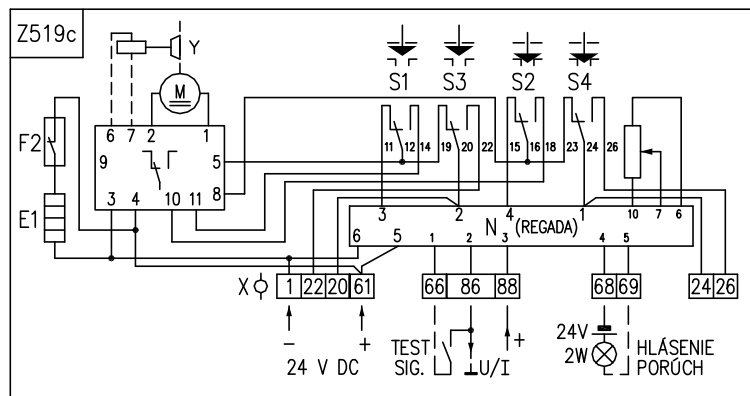 Z519c
Y
M
S1 S3 S2 S4
F2
E1
6 7 2 1
9 5
8
3 4 10 11
11 12 14 19 20 22 15 16 18 23 24 26
3 2 4 1 10 7 6
N (REGADA)
6 5 1 2 3 4 5
X 1 22 20 61 66 86 88 68 69 24 26
− +
24 V DC
TEST
SIG.
U/I
+
24V
2W
HLÁSENIE
PORÚCH